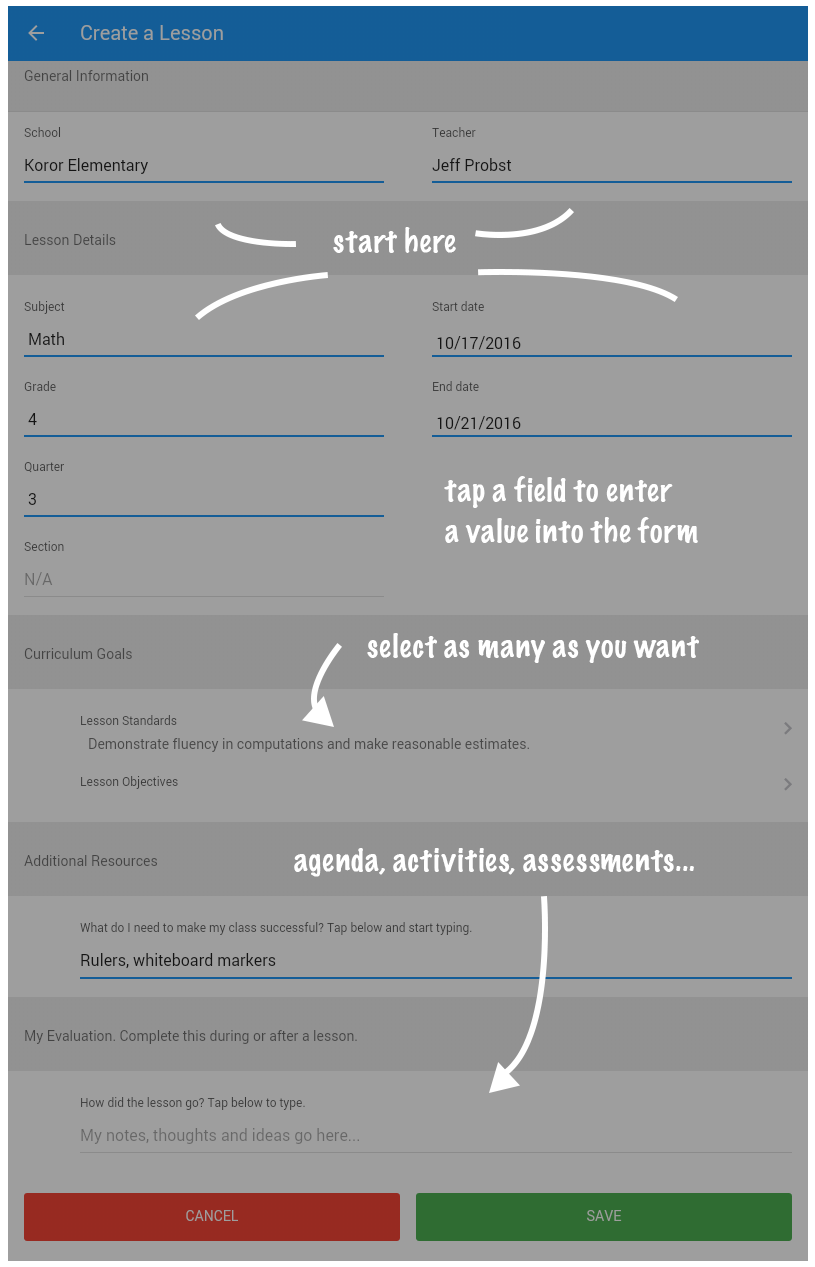 Create a Lesson
General Information
School
Teacher
Koror Elementary
Jeff Probst
Lesson Details
start here
Subject
Start date
Math
10/17/2016
Grade
End date
4
10/21/2016
Quarter
3
tap a field to enter
a value into the form
Section
N/A
Curriculum Goals
select as many as you want
Lesson Standards
Demonstrate fluency in computations and make reasonable estimates.
Lesson Objectives
Additional Resources
agenda, activities, assessments...
What do I need to make my class successful? Tap below and start typing.
Rulers, whiteboard markers
My Evaluation. Complete this during or after a lesson.
How did the lesson go? Tap below to type.
My notes, thoughts and ideas go here...
CANCEL
SAVE